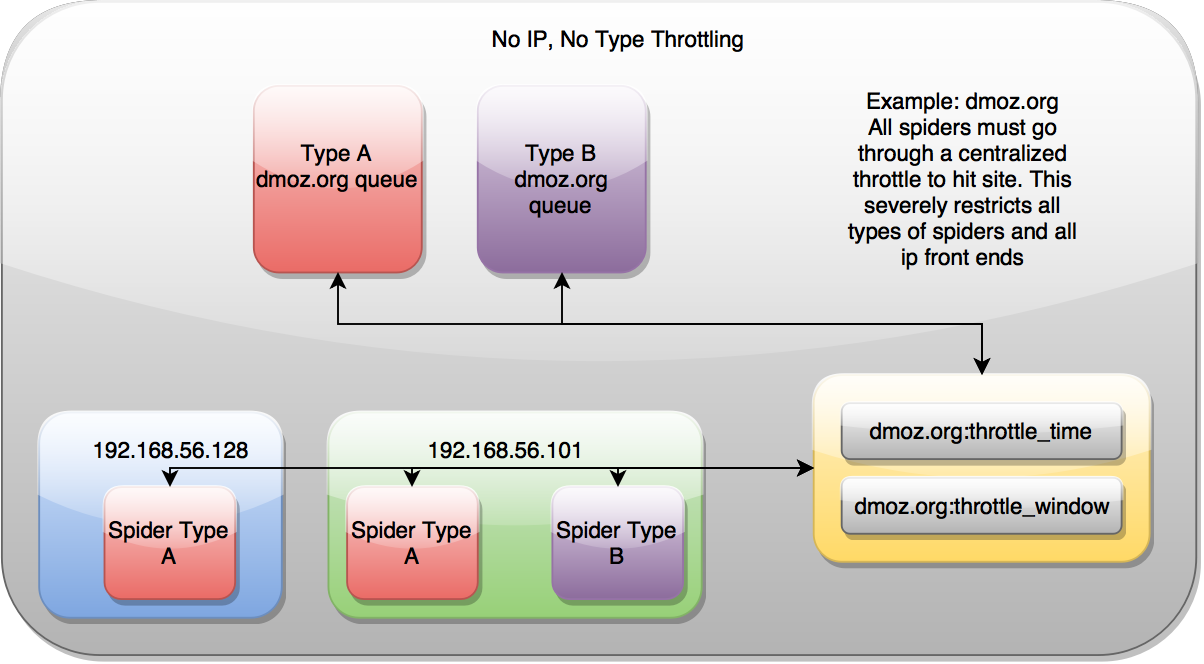 No IP, No Type Throttling
Type A
dmoz.org queue
Type B
dmoz.org
queue
Example: dmoz.org
All spiders must go
through a centralized
throttle to hit site. This
severely restricts all
types of spiders and all
ip front ends
192.168.56.128
Spider Type
A
192.168.56.101
Spider Type
A
Spider Type
B
dmoz.org:throttle_time
dmoz.org:throttle_window